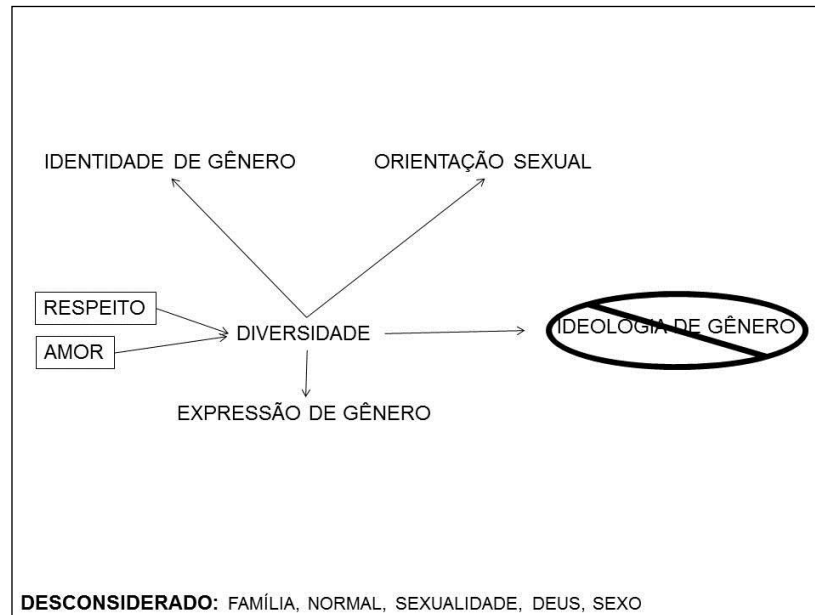 IDENTIDADE DE GÊNERO
ORIENTAÇÃO SEXUAL
RESPEITO
AMOR
DIVERSIDADE
IDEOLOGIA DE GÊNERO
EXPRESSÃO DE GÊNERO
DESCONSIDERADO: FAMÍLIA, NORMAL, SEXUALIDADE, DEUS, SEXO